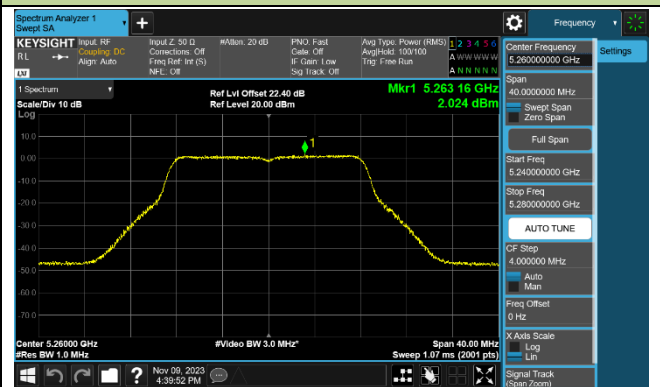 Spectrum Analyzer 1
Swept SA
+
Frequency
KEYSIGHT
RL
LXI
Input: RF
Coupling: DC
Align: Auto
Input Z: 50 Ω
Corrections: Off
Freq Ref: Int (S)
NFE: Off
#Atten: 20 dB
PNO: Fast
Gate: Off
IF Gain: Low
Sig Track: Off
Avg Type: Power (RMS)
Avg|Hold: 100/100
Trig: Free Run
1 2 3 4 5 6
A W W W W W
A N N N N N
Center Frequency
5.260000000 GHz
Settings
Span
40.0000000 MHz
Swept Span
Zero Span
Full Span
Start Freq
5.240000000 GHz
Stop Freq
5.280000000 GHz
AUTO TUNE
CF Step
4.000000 MHz
Auto
Man
Freq Offset
0 Hz
X Axis Scale
Log
Lin
Signal Track
(Span Zoom)
1 Spectrum
Scale/Div 10 dB
Log
Ref Lvl Offset 22.40 dB
Ref Level 20.00 dBm
Mkr1 5.263 16 GHz
2.024 dBm
1
10.0
0.00
-10.0
-20.0
-30.0
-40.0
-50.0
-60.0
-70.0
Center 5.26000 GHz
#Res BW 1.0 MHz
#Video BW 3.0 MHz*
Span 40.00 MHz
Sweep 1.07 ms (2001 pts)
?
Nov 09, 2023
4:39:52 PM